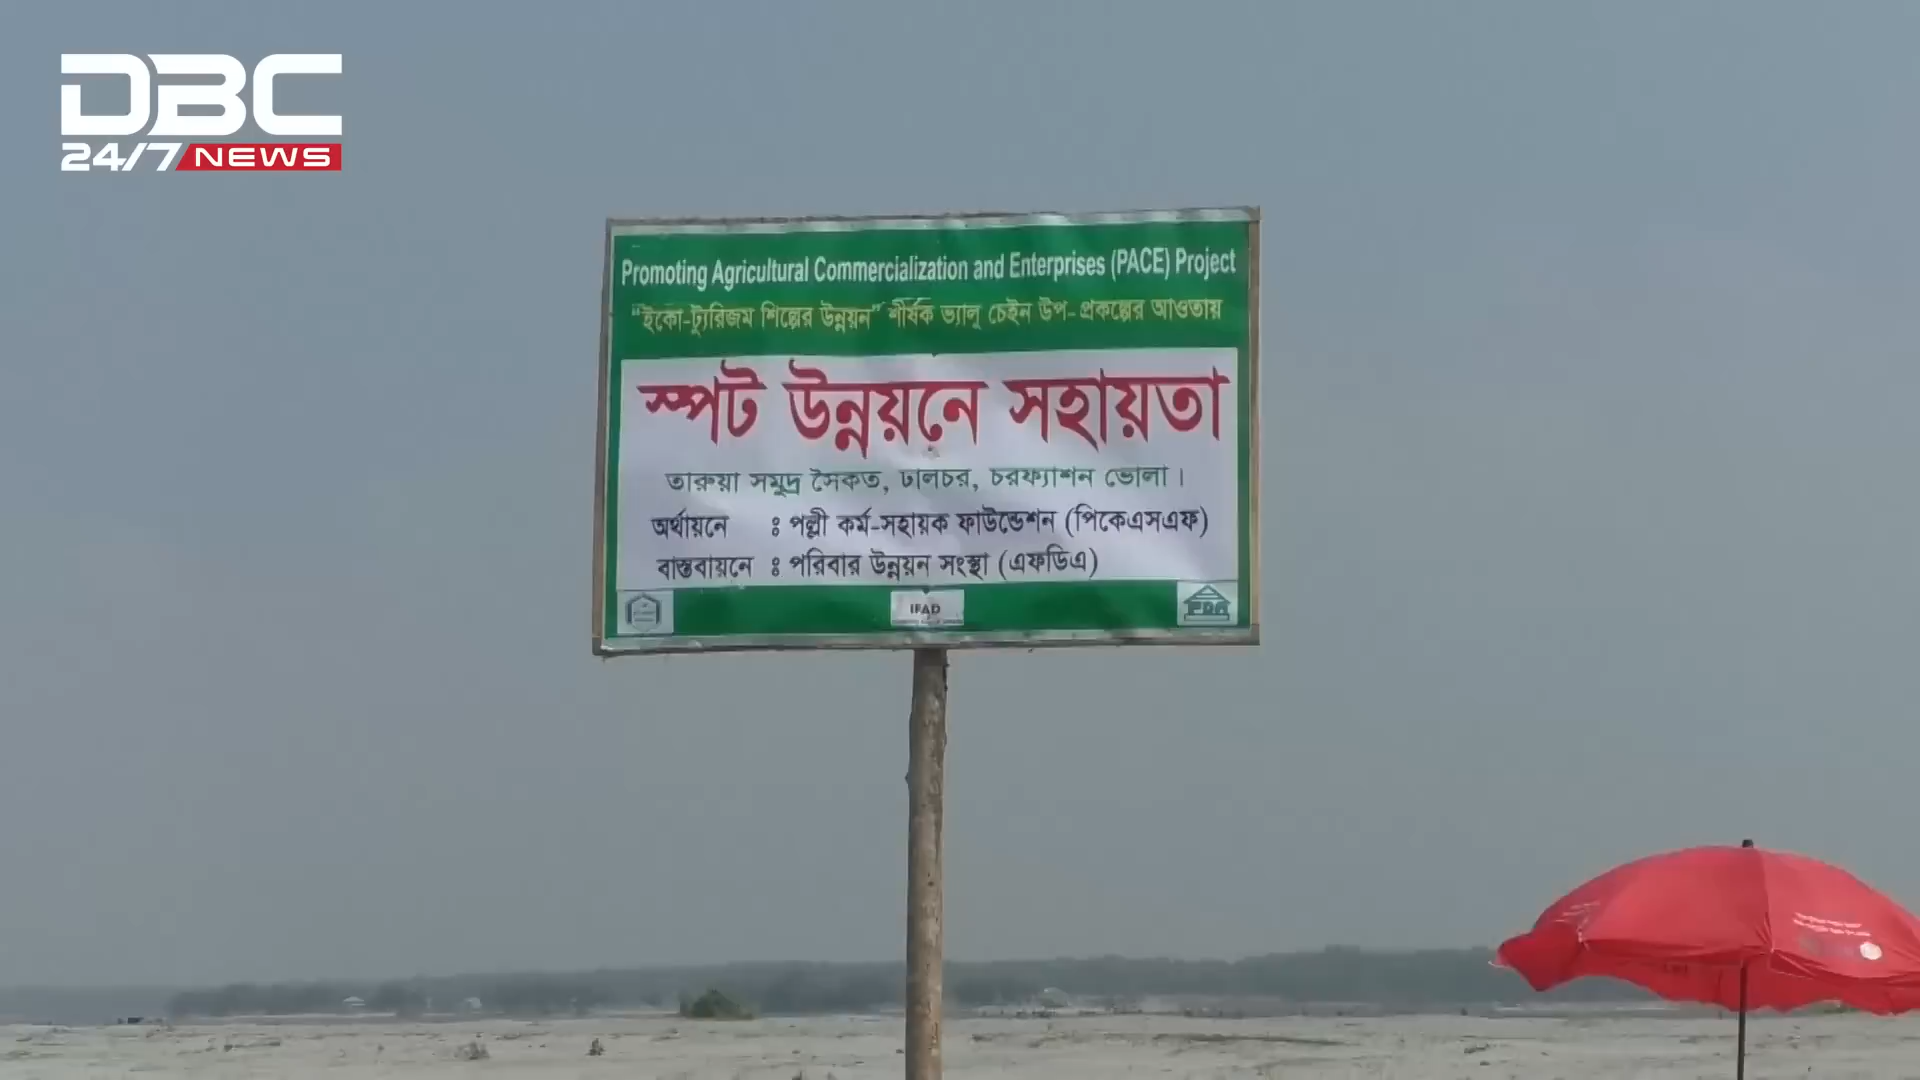 DBC
24/7 NEWS
Promoting Agricultural Commercialization and Enterprises (PACE) Project
“ইকো-ট্যুরিজম শিল্পের উন্নয়ন” শীর্ষক ভ্যালু চেইন উপ-প্রকল্পের আওতায়
স্পট উন্নয়নে সহায়তা
তারুয়া সমুদ্র সৈকত, ঢালচর, চরফ্যাশন ভোলা।
অর্থায়নে ঃ পল্লী কর্ম-সহায়ক ফাউন্ডেশন (পিকেএসএফ)
বাস্তবায়নে ঃ পরিবার উন্নয়ন সংস্থা (এফডিএ)
IFAD
FDA